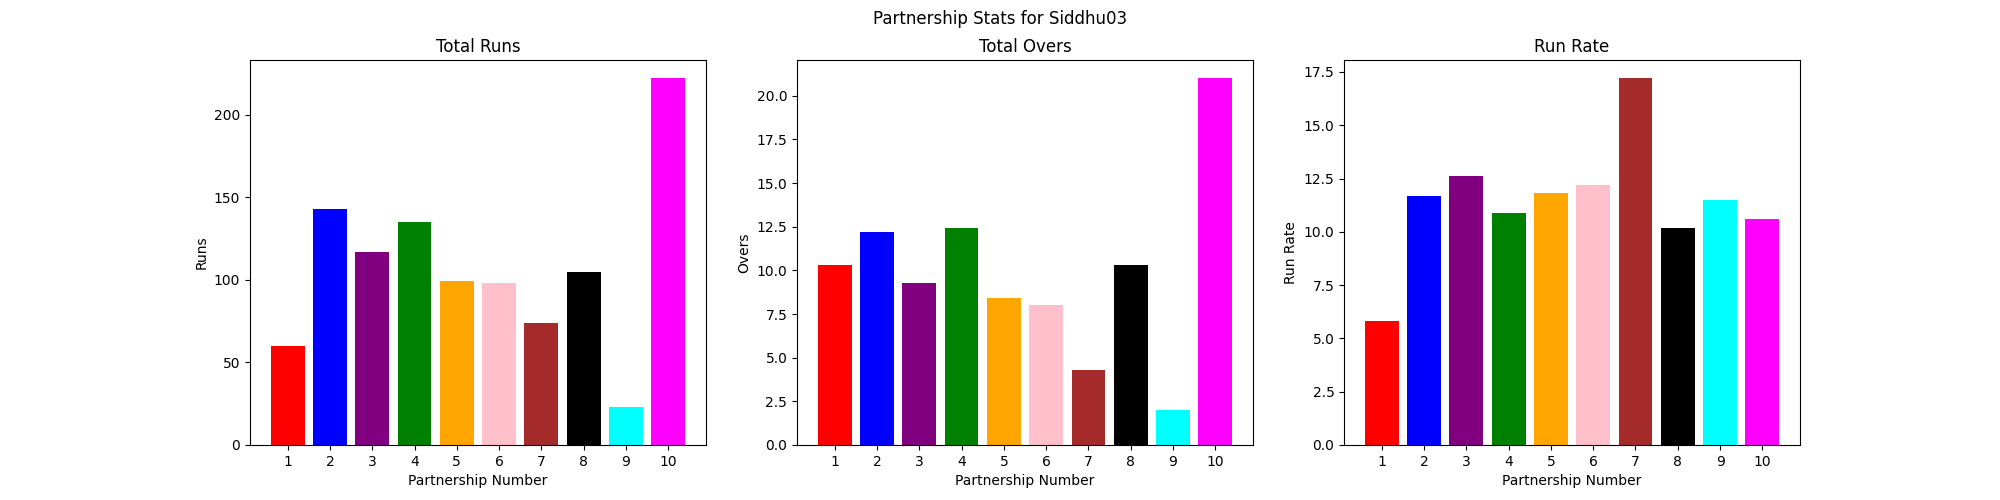 Partnership Stats for Siddhu03
Total Runs
Runs
200
150
100
50
0
1 2 3 4 5 6 7 8 9 10
Partnership Number
Total Overs
Overs
20.0
17.5
15.0
12.5
10.0
7.5
5.0
2.5
0.0
1 2 3 4 5 6 7 8 9 10
Partnership Number
Run Rate
Run Rate
17.5
15.0
12.5
10.0
7.5
5.0
2.5
0.0
1 2 3 4 5 6 7 8 9 10
Partnership Number